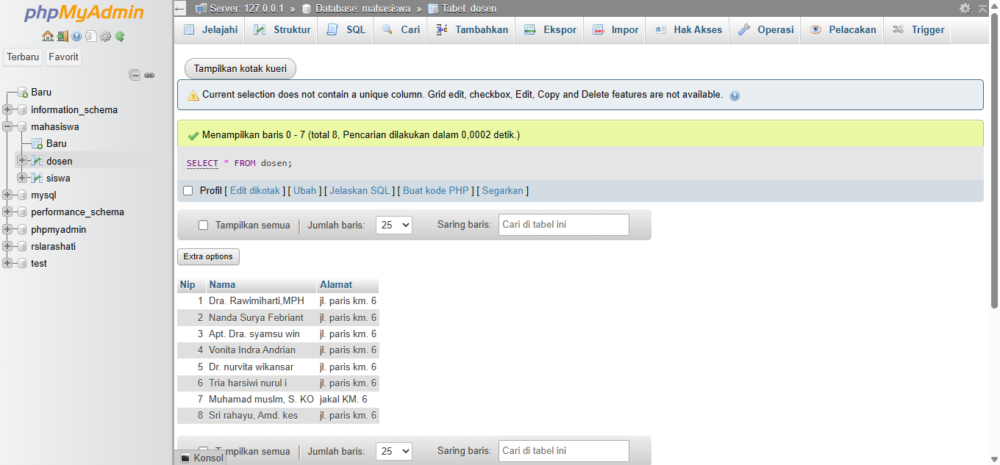 phpMyAdmin
Terbaru Favorit
Baru
information_schema
mahasiswa
Baru
dosen
siswa
mysql
performance_schema
phpmyadmin
rslarashati
test
Server: 127.0.0.1 » Database: mahasiswa » Tabel: dosen
Jelajahi Struktur SQL Cari Tambahkan Ekspor Impor Hak Akses Operasi Pelacakan Trigger
Tampilkan kotak kueri
Current selection does not contain a unique column. Grid edit, checkbox, Edit, Copy and Delete features are not available.
Menampilkan baris 0 - 7 (total 8, Pencarian dilakukan dalam 0,0002 detik.)
SELECT * FROM dosen;
Profil [ Edit dikotak ] [ Ubah ] [ Jelaskan SQL ] [ Buat kode PHP ] [ Segarkan ]
Tampilkan semua Jumlah baris: 25 Saring baris: Cari di tabel ini
Extra options
Nip Nama Alamat
1 Dra. Rawimiharti,MPH jl. paris km. 6
2 Nanda Surya Febriant jl. paris km. 6
3 Apt. Dra. syamsu win jl. paris km. 6
4 Vonita Indra Andrian jl. paris km. 6
5 Dr. nurvita wikansar jl. paris km. 6
6 Tria harsiwi nurul i jl. paris km. 6
7 Muhamad muslm, S. KO jakal KM. 6
8 Sri rahayu, Amd. kes jl. paris km. 6
Tampilkan semua Jumlah baris: 25 Saring baris: Cari di tabel ini
Konsol